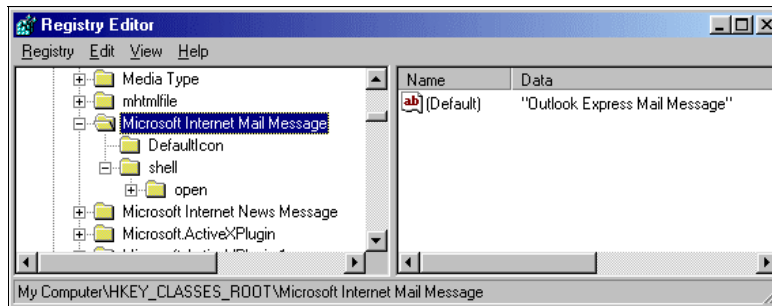 Registry Editor
Registry Edit View Help
Media Type
mhtmlfile
Microsoft Internet Mail Message
DefaultIcon
shell
open
Microsoft Internet News Message
Microsoft.ActiveXPlugin
Name Data
ab (Default) "Outlook Express Mail Message"
My Computer\HKEY_CLASSES_ROOT\Microsoft Internet Mail Message